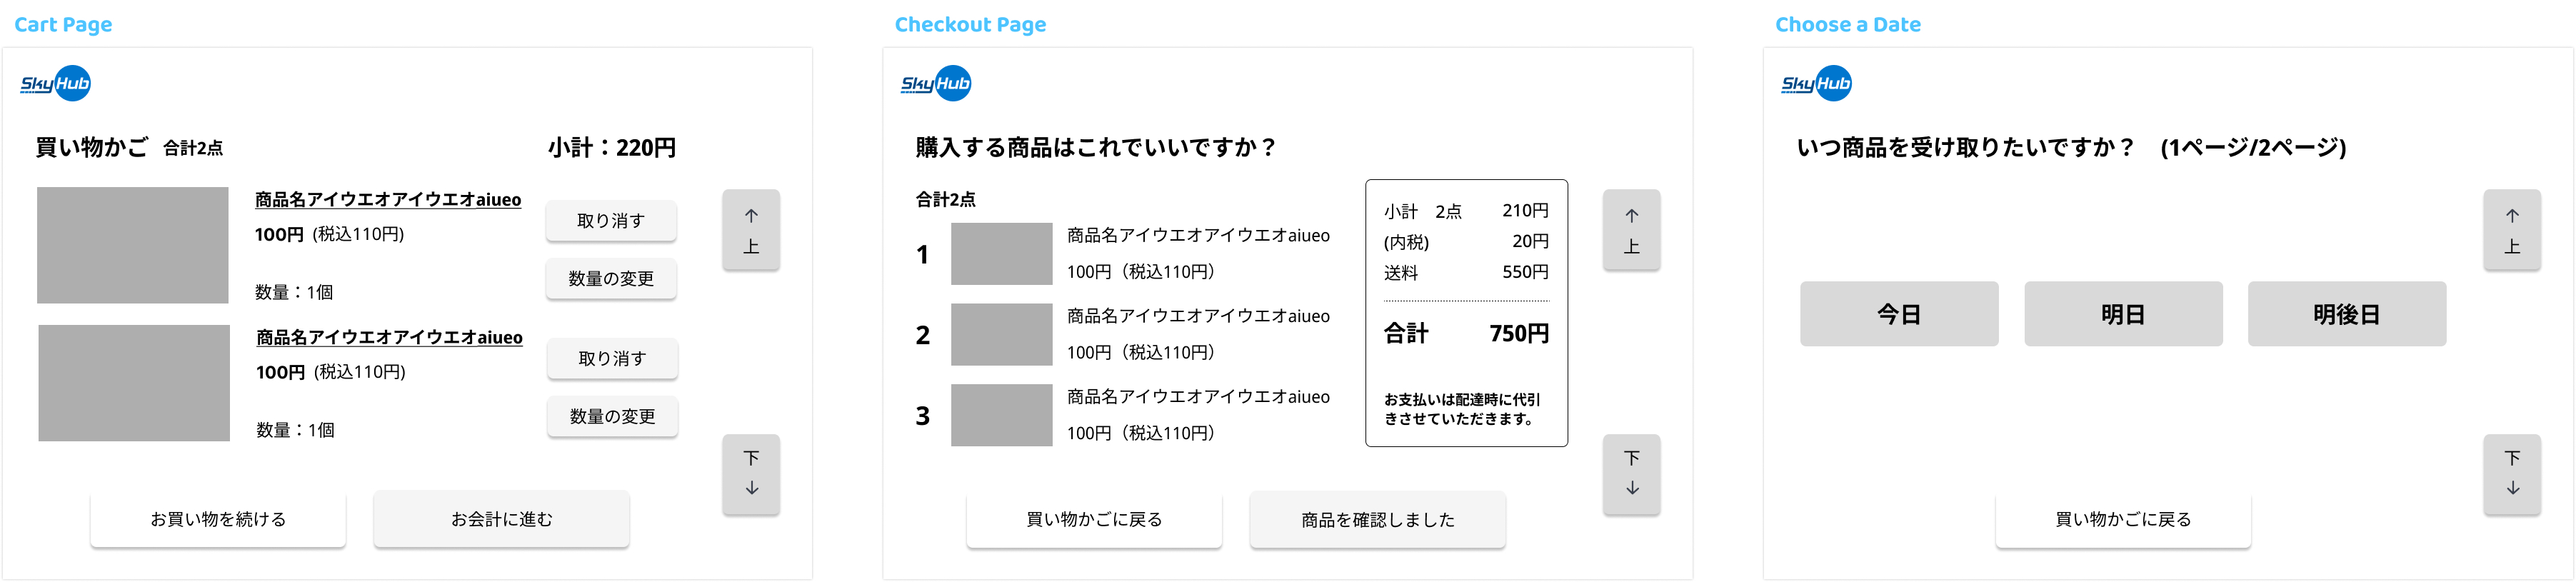 Cart Page
SkyHub
買い物かご 合計2点
小計：220円
商品名アイウエオアイウエオaiueo
100円 (税込110円)
数量：1個
取り消す
数量の変更
商品名アイウエオアイウエオaiueo
100円 (税込110円)
数量：1個
取り消す
数量の変更
↑
上
下
↓
お買い物を続ける
お会計に進む
Checkout Page
SkyHub
購入する商品はこれでいいですか？
合計2点
1
商品名アイウエオアイウエオaiueo
100円（税込110円）
2
商品名アイウエオアイウエオaiueo
100円（税込110円）
3
商品名アイウエオアイウエオaiueo
100円（税込110円）
小計 2点 210円
(内税) 20円
送料 550円
合計 750円
お支払いは配達時に代引
きさせていただきます。
↑
上
下
↓
買い物かごに戻る
商品を確認しました
Choose a Date
SkyHub
いつ商品を受け取りたいですか？ (1ページ/2ページ)
今日
明日
明後日
↑
上
下
↓
買い物かごに戻る